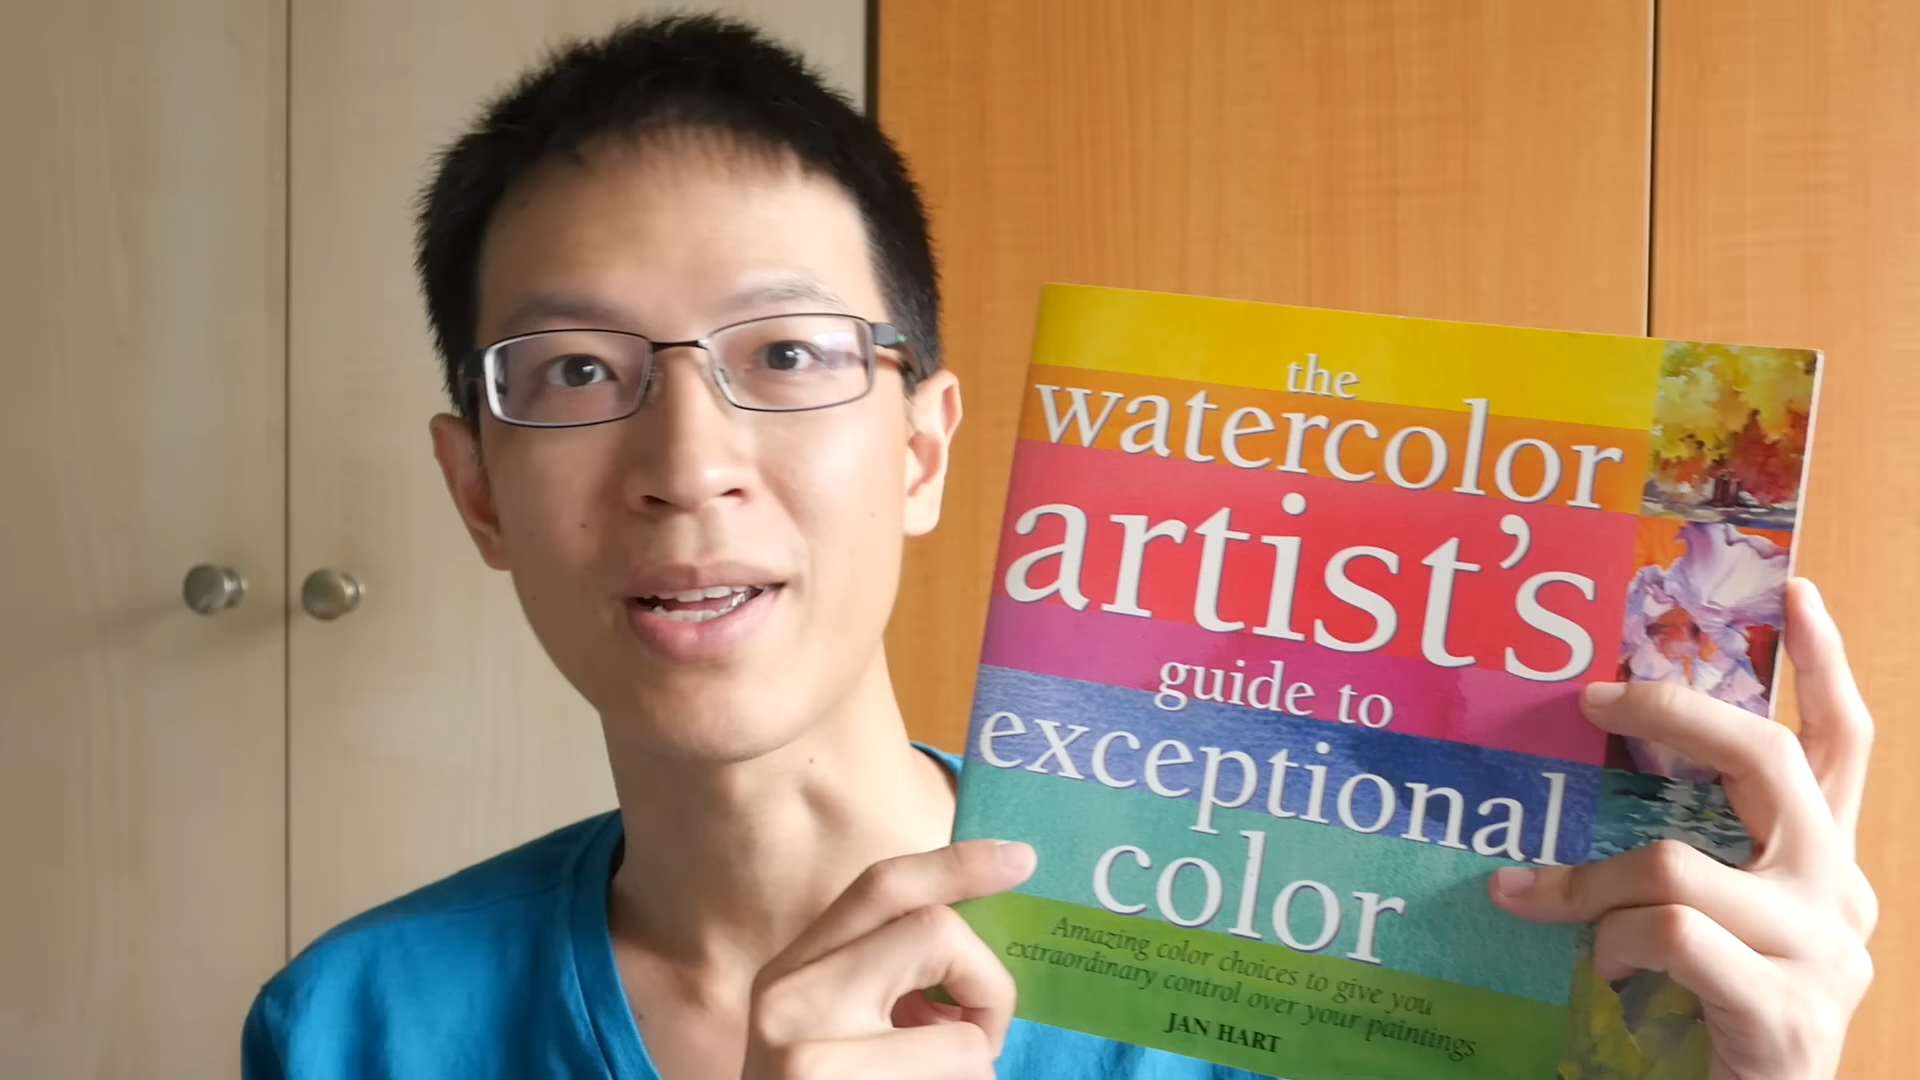 the
watercolor
artist's
guide to
exceptional
color
Amazing color choices to give you
extraordinary control over your paintings
JAN HART